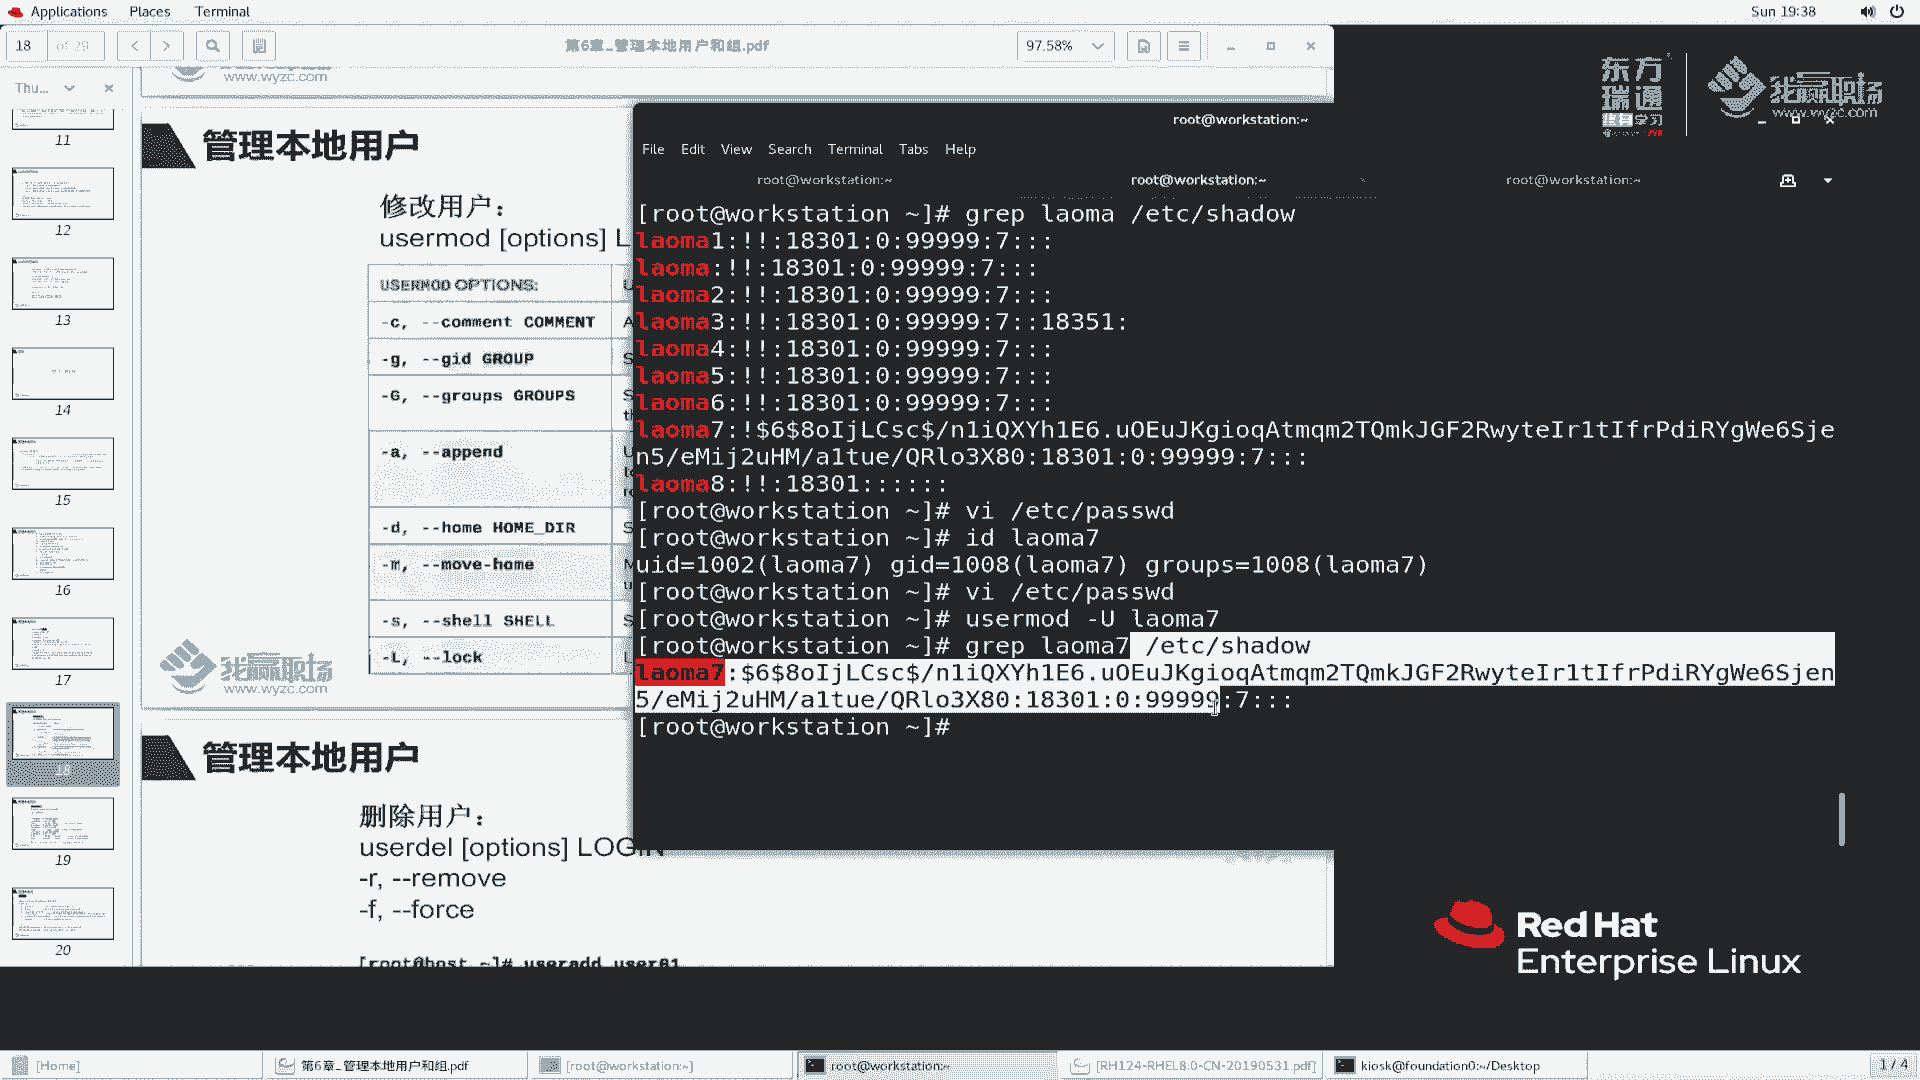 Applications Places Terminal
Sun 19:38
18 of 29
第6章_管理本地用户和组.pdf
97.58%
www.wyzc.com
Thu...
11
12
13
14
15
16
17
18
19
20
管理本地用户
修改用户：
usermod [options] L
USERMOD OPTIONS:
-c, --comment COMMENT
-g, --gid GROUP
-G, --groups GROUPS
-a, --append
-d, --home HOME_DIR
-m, --move-home
-s, --shell SHELL
-L, --lock
我赢职场
www.wyzc.com
管理本地用户
删除用户：
userdel [options] LOGIN
-r, --remove
-f, --force
[root@host ~]# useradd user01
东方瑞通
终身学习
我赢职场
www.wyzc.com
root@workstation:~
File Edit View Search Terminal Tabs Help
root@workstation:~ root@workstation:~ root@workstation:~
[root@workstation ~]# grep laoma /etc/shadow
laoma1:!!:18301:0:99999:7:::
laoma:!!:18301:0:99999:7:::
laoma2:!!:18301:0:99999:7:::
laoma3:!!:18301:0:99999:7::18351:
laoma4:!!:18301:0:99999:7:::
laoma5:!!:18301:0:99999:7:::
laoma6:!!:18301:0:99999:7:::
laoma7:!$6$8oIjLCsc$/n1iQXYh1E6.uOEuJKgioqAtmqm2TQmkJGF2RwyteIr1tIfrPdiRYgWe6Sje
n5/eMij2uHM/a1tue/QRlo3X80:18301:0:99999:7:::
laoma8:!!:18301::::::
[root@workstation ~]# vi /etc/passwd
[root@workstation ~]# id laoma7
uid=1002(laoma7) gid=1008(laoma7) groups=1008(laoma7)
[root@workstation ~]# vi /etc/passwd
[root@workstation ~]# usermod -U laoma7
[root@workstation ~]# grep laoma7 /etc/shadow
laoma7:$6$8oIjLCsc$/n1iQXYh1E6.uOEuJKgioqAtmqm2TQmkJGF2RwyteIr1tIfrPdiRYgWe6Sjen
5/eMij2uHM/a1tue/QRlo3X80:18301:0:99999:7:::
[root@workstation ~]#
Red Hat
Enterprise Linux
[Home]
第6章_管理本地用户和组.pdf
[root@workstation:~]
root@workstation:~
[RH124-RHEL8.0-CN-20190531.pdf]
kiosk@foundation0:~/Desktop
1 / 4